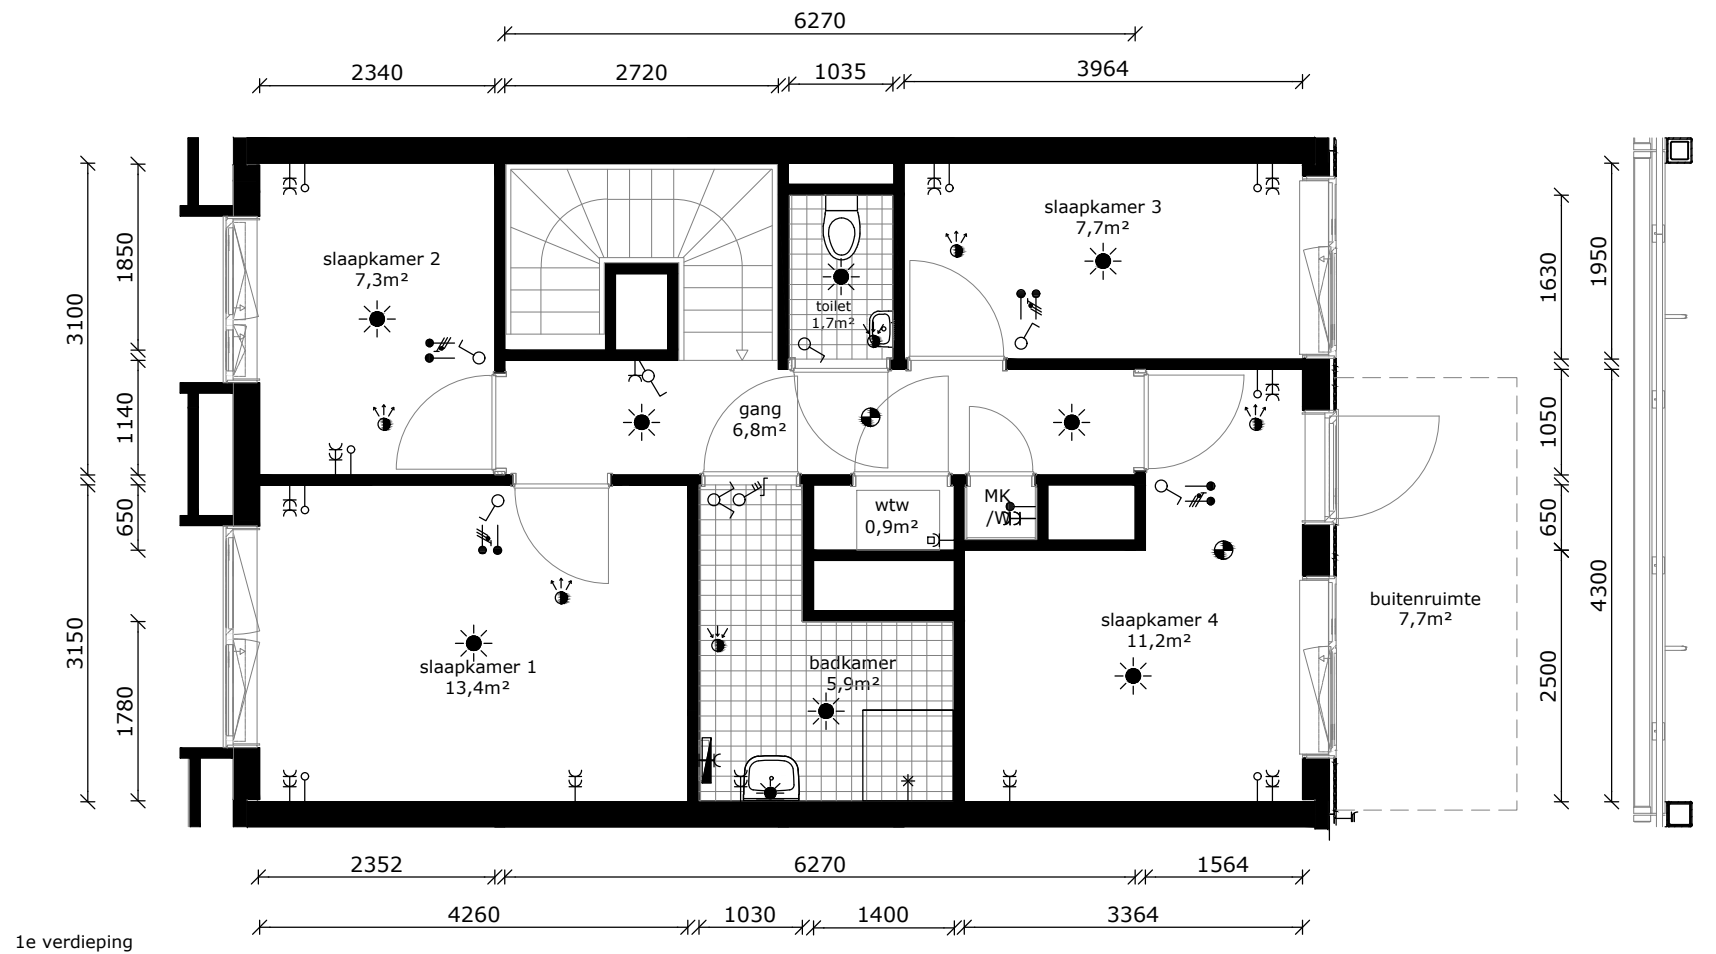 6270
2340
2720
1035
3964
3100
1850
1140
650
3150
1780
slaapkamer 2
7,3m²
toilet
1,7m²
slaapkamer 3
7,7m²
gang
6,8m²
wtw
0,9m²
MK
/W
slaapkamer 1
13,4m²
badkamer
5,9m²
slaapkamer 4
11,2m²
buitenruimte
7,7m²
1630
1950
1050
650
4300
2500
2352
6270
1564
4260
1030
1400
3364
1e verdieping